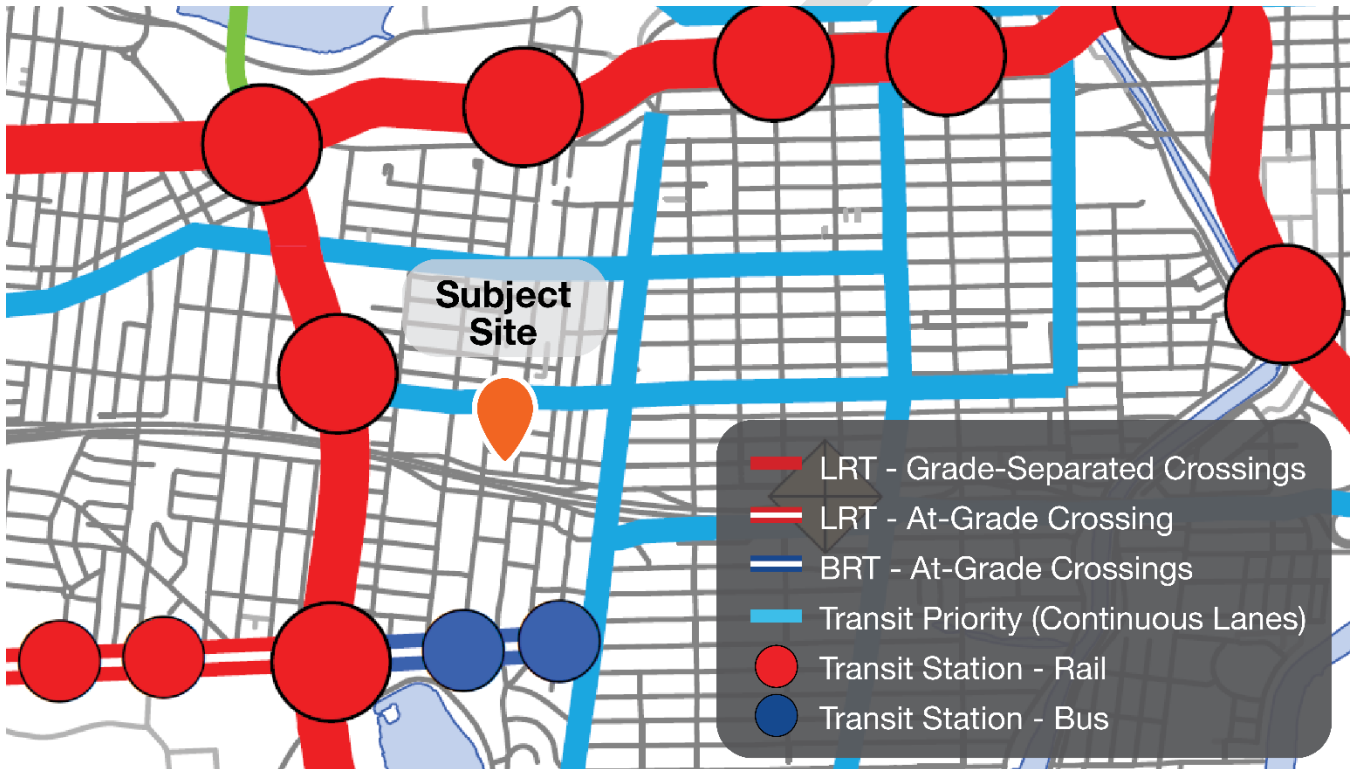 Subject
Site
LRT - Grade-Separated Crossings
LRT - At-Grade Crossing
BRT - At-Grade Crossings
Transit Priority (Continuous Lanes)
Transit Station - Rail
Transit Station - Bus